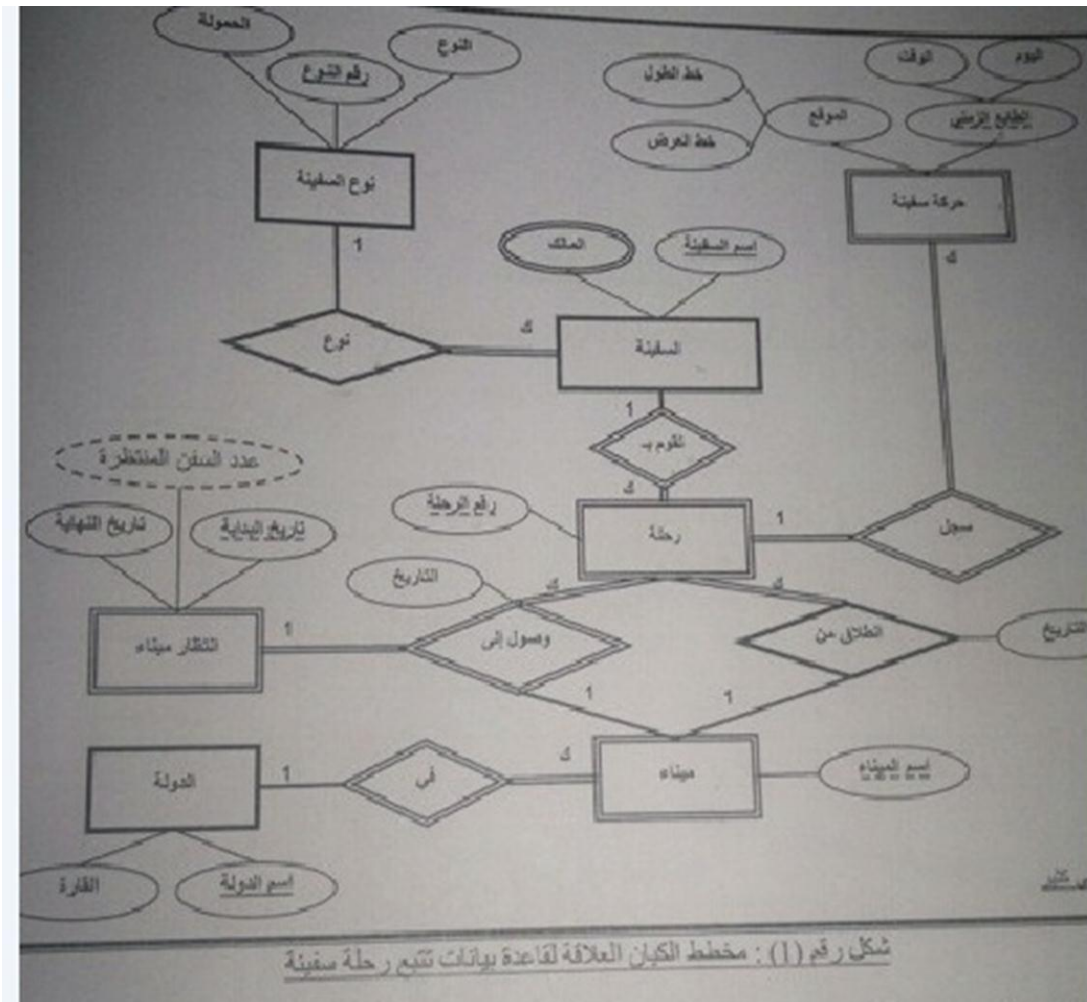 الحمولة
رقم النوع
النوع
نوع السفينة
1
نوع
ك
خط الطول
خط العرض
الموقع
الوقت
اليوم
الطابع الزمني
حركة سفينة
ك
المالك
اسم السفينة
السفينة
1
تقوم بـ
ك
رقم الرحلة
رحلة
1
سجل
عدد السفن المنتظرة
تاريخ النهاية
تاريخ البداية
انتظار ميناء
1
التاريخ
ك
وصول إلى
1
ك
انطلاق من
1
التاريخ
الدولة
1
في
ك
ميناء
اسم الميناء
القارة
اسم الدولة
شكل رقم (1) : مخطط الكيان العلاقة لقاعدة بيانات تتبع رحلة سفينة